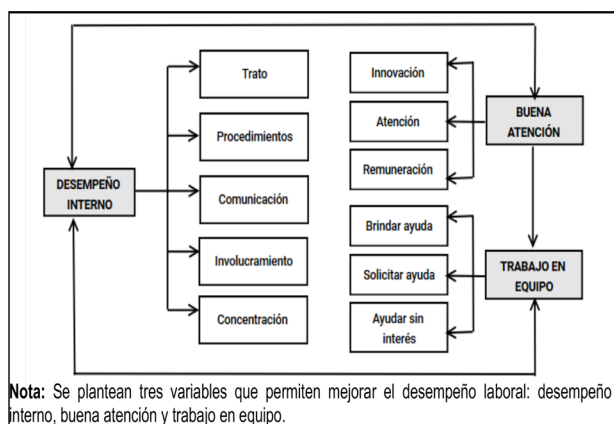 DESEMPEÑO
INTERNO
Trato
Procedimientos
Comunicación
Involucramiento
Concentración
Innovación
Atención
Remuneración
BUENA
ATENCIÓN
Brindar ayuda
Solicitar ayuda
Ayudar sin
interés
TRABAJO EN
EQUIPO
Nota: Se plantean tres variables que permiten mejorar el desempeño laboral: desempeño
interno, buena atención y trabajo en equipo.